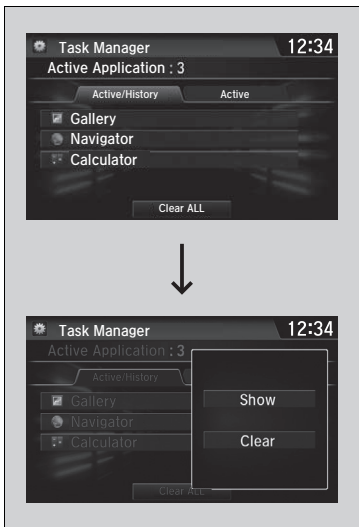 Task Manager 12:34
Active Application : 3
Active/History Active
Gallery
Navigator
Calculator
Clear ALL
Task Manager 12:34
Active Application : 3
Active/History
Gallery
Show
Navigator
Clear
Calculator
Clear ALL